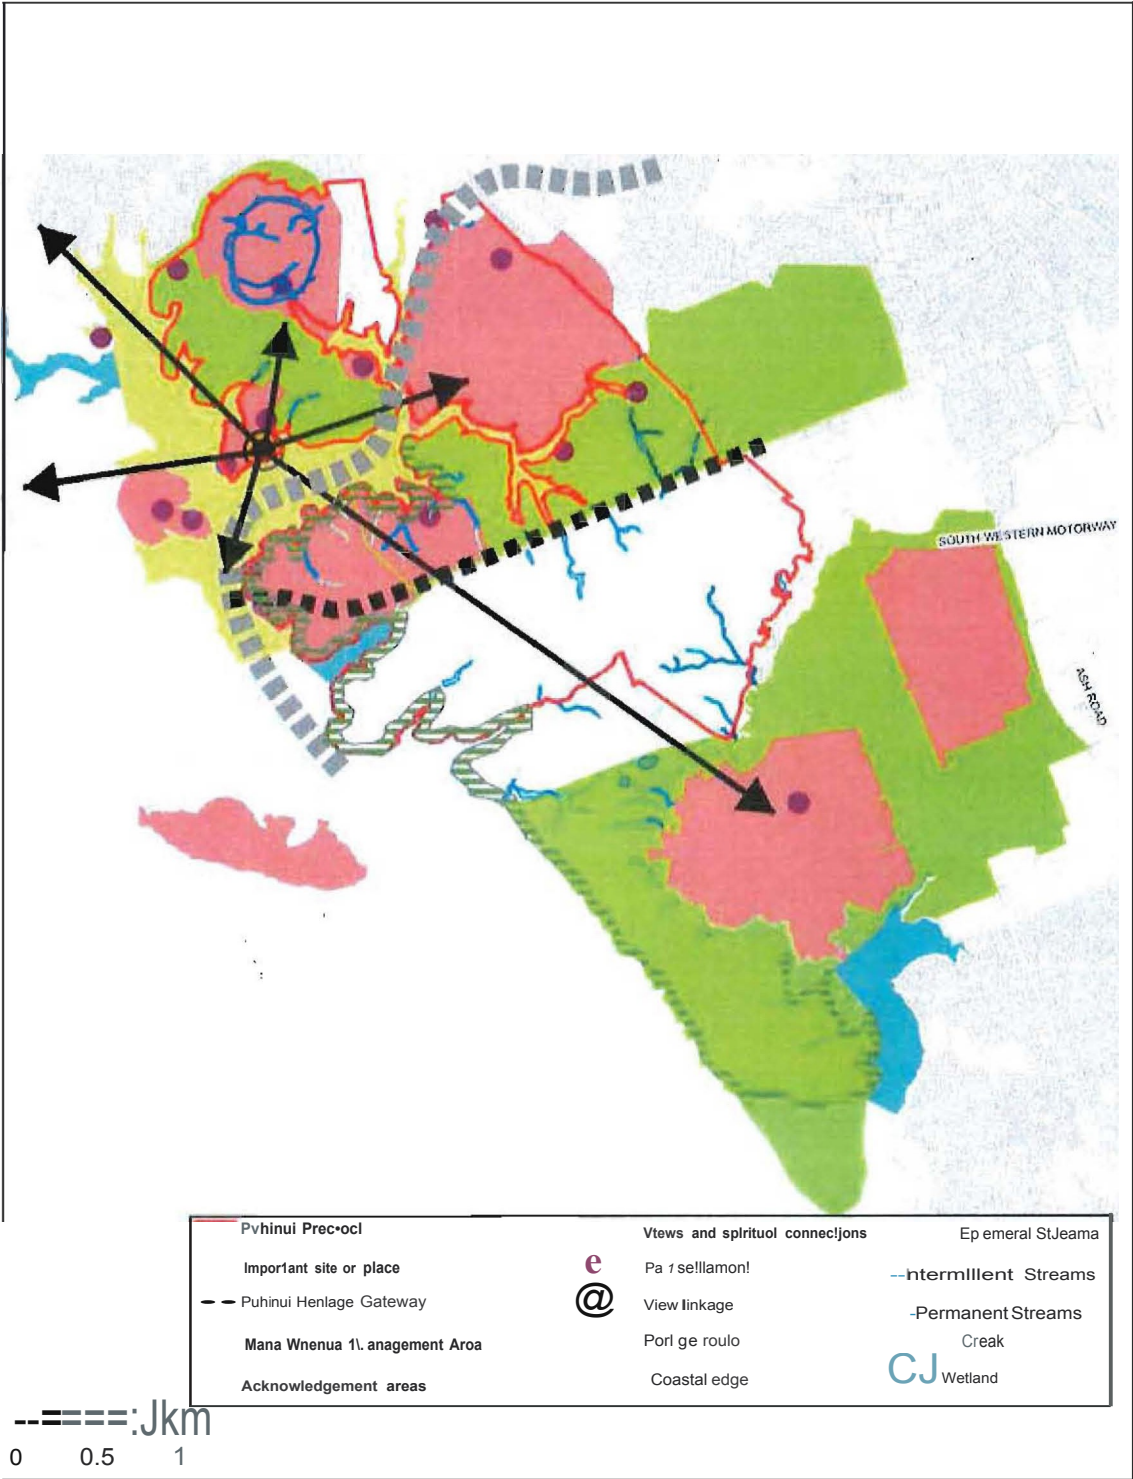 SOUTH WESTERN MOTORWAY
ASH ROAD
Pvhinui Prec•ocl
Impor1ant site or place
Puhinui Henlage Gateway
Mana Wnenua 1\. anagement Aroa
Acknowledgement areas
Vtews and splrituol connec!jons
e Pa 1 se!llamon!
@ View linkage
Porl ge roulo
Coastal edge
Ep emeral StJeama
--IntermIllent Streams
-Permanent Streams
Creak
CJ Wetland
--====:Jkm
0 0.5 1